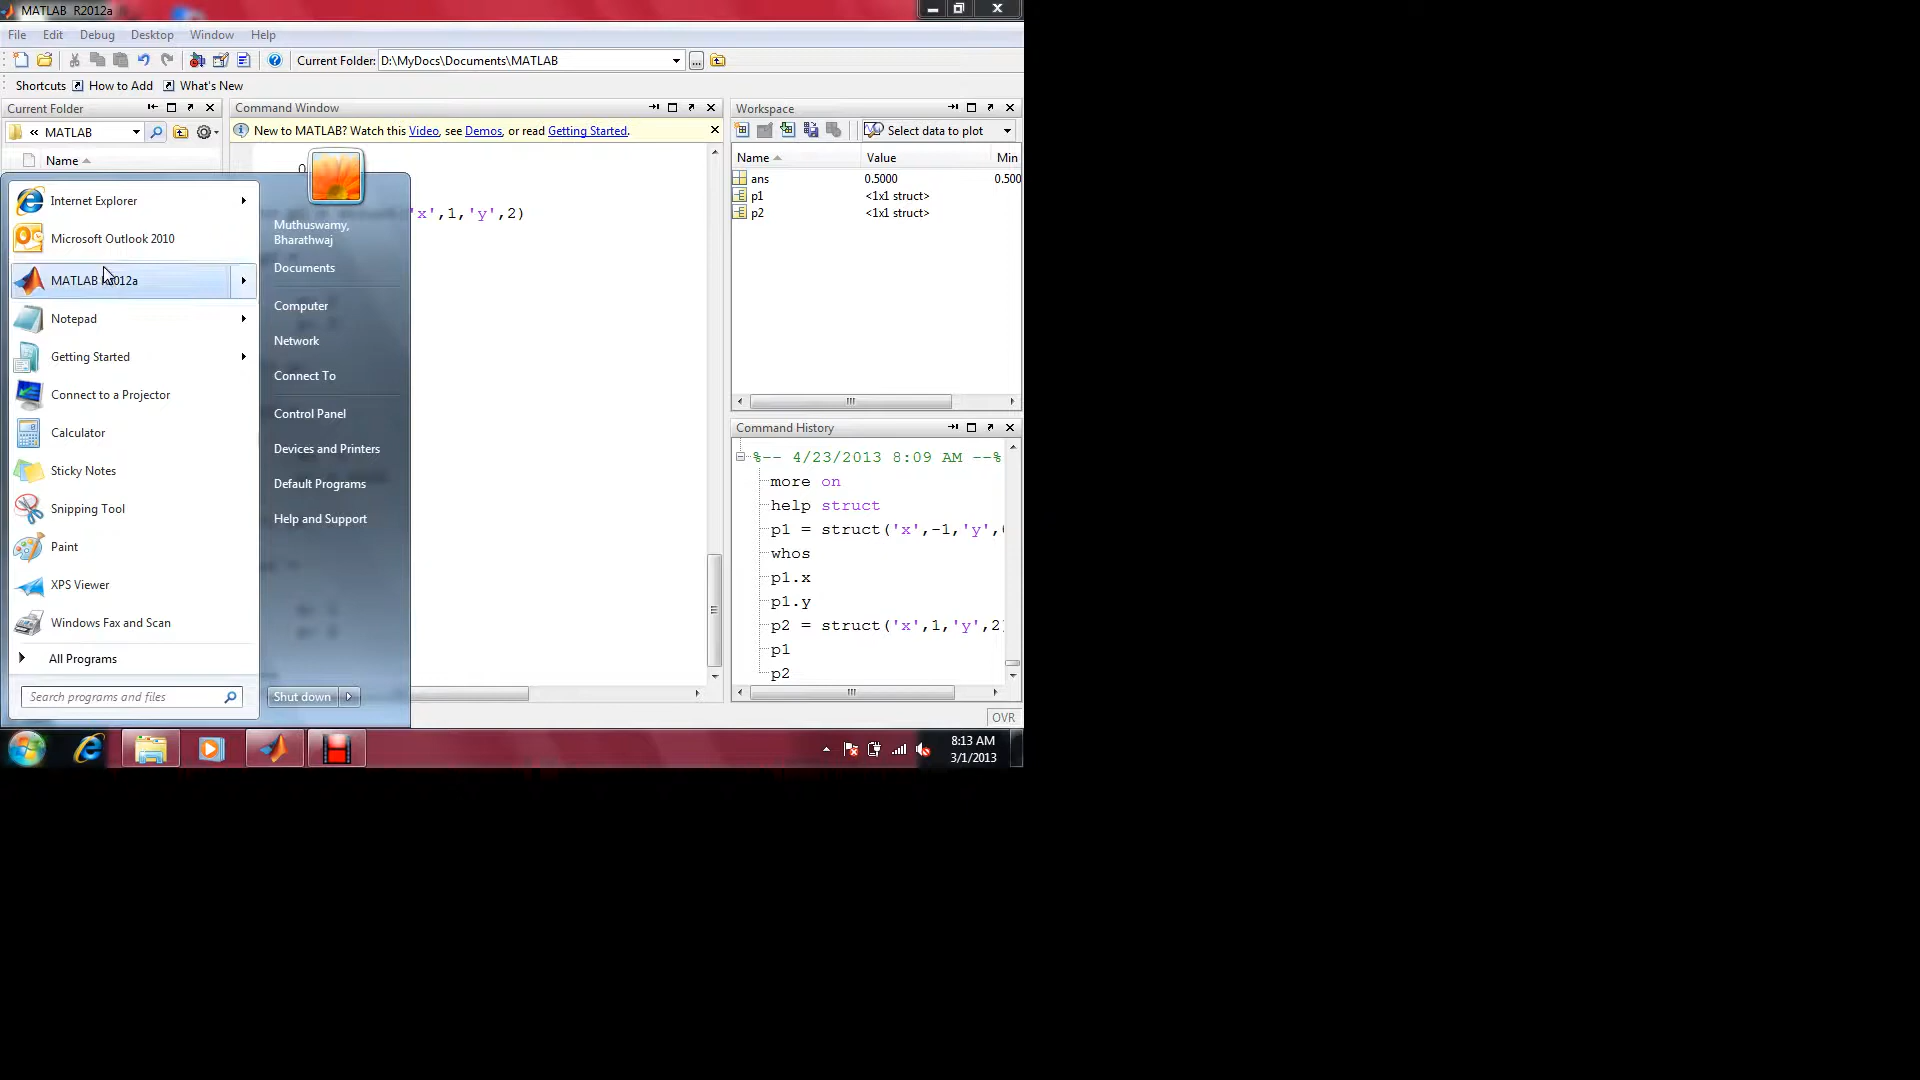 MATLAB R2012a
File Edit Debug Desktop Window Help
Current Folder: D:\MyDocs\Documents\MATLAB
Shortcuts How to Add What's New
Current Folder
« MATLAB
Name
Command Window
New to MATLAB? Watch this Video, see Demos, or read Getting Started.
'x',1,'y',2)
Internet Explorer
Microsoft Outlook 2010
MATLAB R2012a
Notepad
Getting Started
Connect to a Projector
Calculator
Sticky Notes
Snipping Tool
Paint
XPS Viewer
Windows Fax and Scan
All Programs
Search programs and files
Muthuswamy,
Bharathwaj
Documents
Computer
Network
Connect To
Control Panel
Devices and Printers
Default Programs
Help and Support
Shut down
Workspace
Select data to plot
Name Value Min
ans 0.5000 0.500
p1 <1x1 struct>
p2 <1x1 struct>
Command History
%-- 4/23/2013 8:09 AM --%
more on
help struct
p1 = struct('x',-1,'y',
whos
p1.x
p1.y
p2 = struct('x',1,'y',2
p1
p2
OVR
8:13 AM
3/1/2013